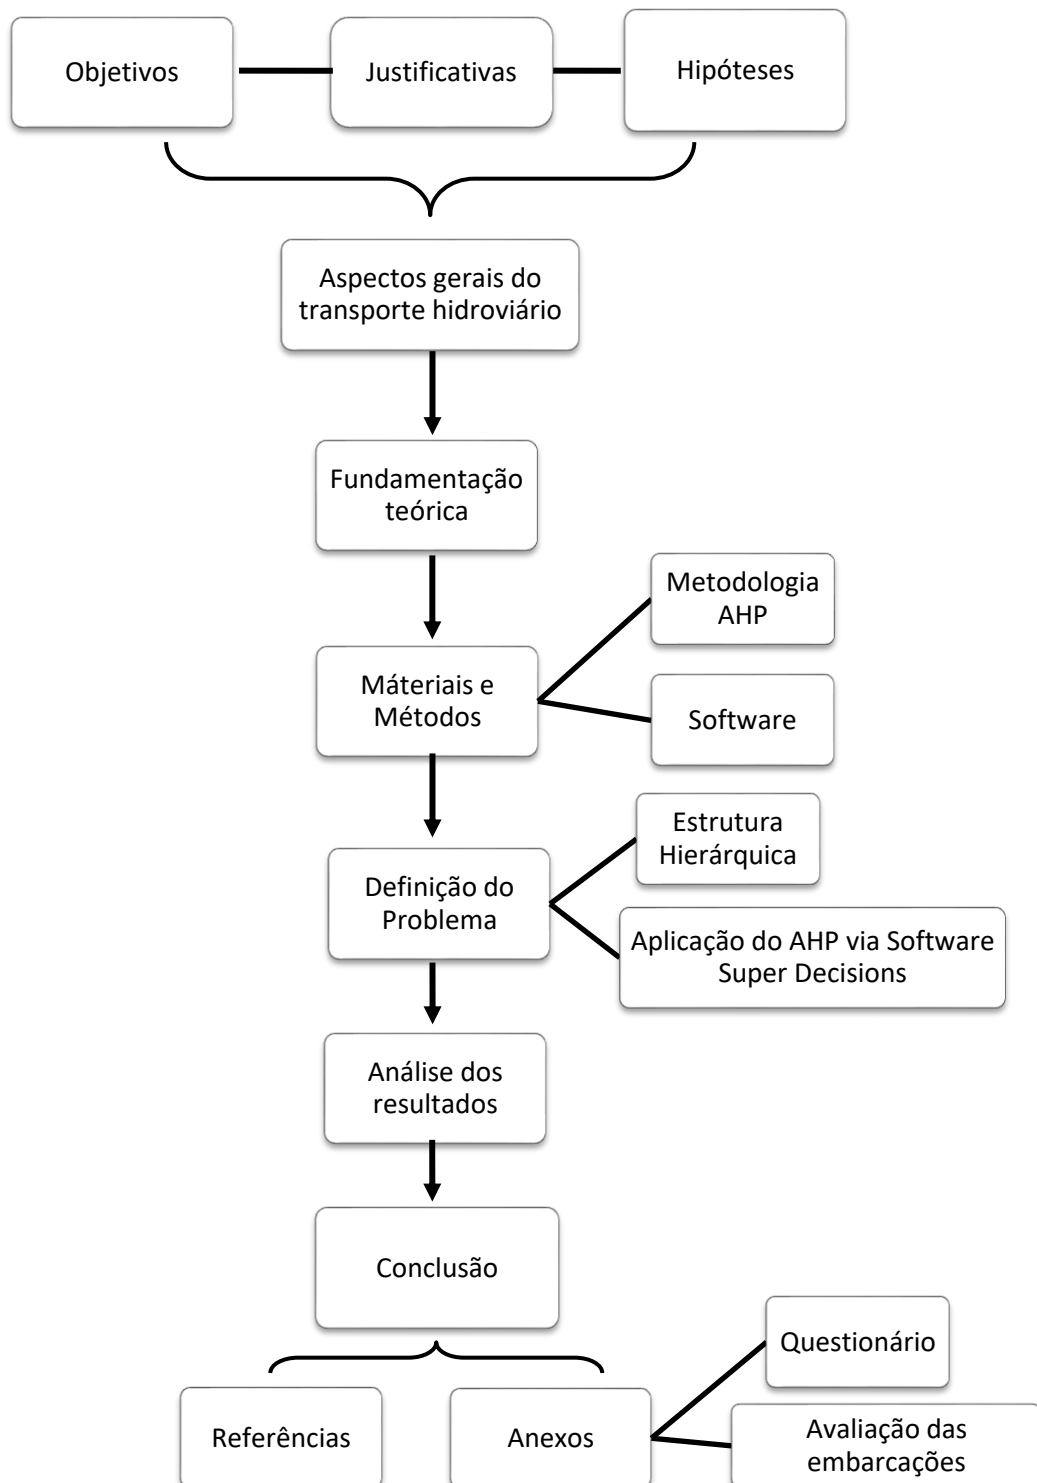 Objetivos
Justificativas
Hipóteses
Aspectos gerais do
transporte hidroviário
Fundamentação
teórica
Máteriais e
Métodos
Metodologia
AHP
Software
Definição do
Problema
Estrutura
Hierárquica
Aplicação do AHP via Software
Super Decisions
Análise dos
resultados
Conclusão
Referências
Anexos
Questionário
Avaliação das
embarcações